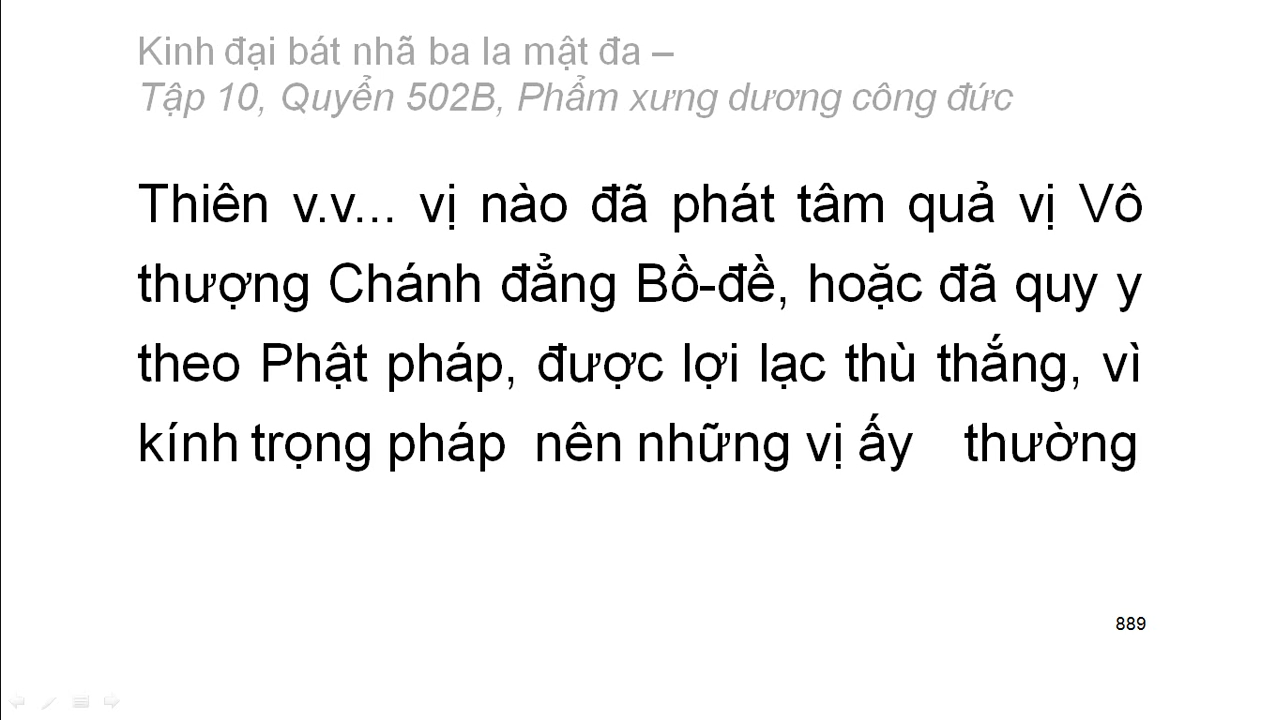 Kinh đại bát nhã ba la mật đa –
Tập 10, Quyển 502B, Phẩm xưng dương công đức
Thiên v.v... vị nào đã phát tâm quả vị Vô
thượng Chánh đẳng Bồ-đề, hoặc đã quy y
theo Phật pháp, được lợi lạc thù thắng, vì
kính trọng pháp nên những vị ấy thường
889